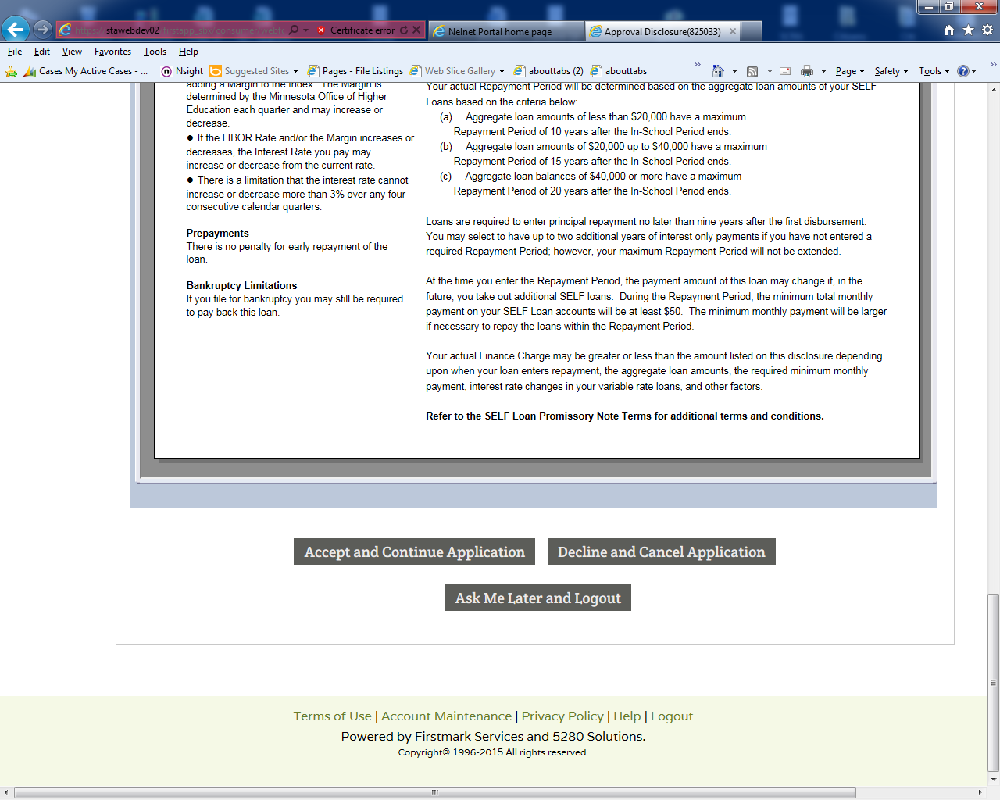 https://stawebdev02/firstapp_sbz/consumer/webfc
Certificate error
Nelnet Portal home page
Approval Disclosure(825033)
File Edit View Favorites Tools Help
Cases My Active Cases - ...
Nsight
Suggested Sites
Pages - File Listings
Web Slice Gallery
abouttabs (2)
abouttabs
Page
Safety
Tools
adding a Margin to the Index. The Margin is
determined by the Minnesota Office of Higher
Education each quarter and may increase or
decrease.
● If the LIBOR Rate and/or the Margin increases or
decreases, the Interest Rate you pay may
increase or decrease from the current rate.
● There is a limitation that the interest rate cannot
increase or decrease more than 3% over any four
consecutive calendar quarters.
Prepayments
There is no penalty for early repayment of the
loan.
Bankruptcy Limitations
If you file for bankruptcy you may still be required
to pay back this loan.
Your actual Repayment Period will be determined based on the aggregate loan amounts of your SELF
Loans based on the criteria below:
(a) Aggregate loan amounts of less than $20,000 have a maximum
Repayment Period of 10 years after the In-School Period ends.
(b) Aggregate loan amounts of $20,000 up to $40,000 have a maximum
Repayment Period of 15 years after the In-School Period ends.
(c) Aggregate loan balances of $40,000 or more have a maximum
Repayment Period of 20 years after the In-School Period ends.
Loans are required to enter principal repayment no later than nine years after the first disbursement.
You may select to have up to two additional years of interest only payments if you have not entered a
required Repayment Period; however, your maximum Repayment Period will not be extended.
At the time you enter the Repayment Period, the payment amount of this loan may change if, in the
future, you take out additional SELF loans. During the Repayment Period, the minimum total monthly
payment on your SELF Loan accounts will be at least $50. The minimum monthly payment will be larger
if necessary to repay the loans within the Repayment Period.
Your actual Finance Charge may be greater or less than the amount listed on this disclosure depending
upon when your loan enters repayment, the aggregate loan amounts, the required minimum monthly
payment, interest rate changes in your variable rate loans, and other factors.
Refer to the SELF Loan Promissory Note Terms for additional terms and conditions.
Accept and Continue Application
Decline and Cancel Application
Ask Me Later and Logout
Terms of Use | Account Maintenance | Privacy Policy | Help | Logout
Powered by Firstmark Services and 5280 Solutions.
Copyright© 1996-2015 All rights reserved.